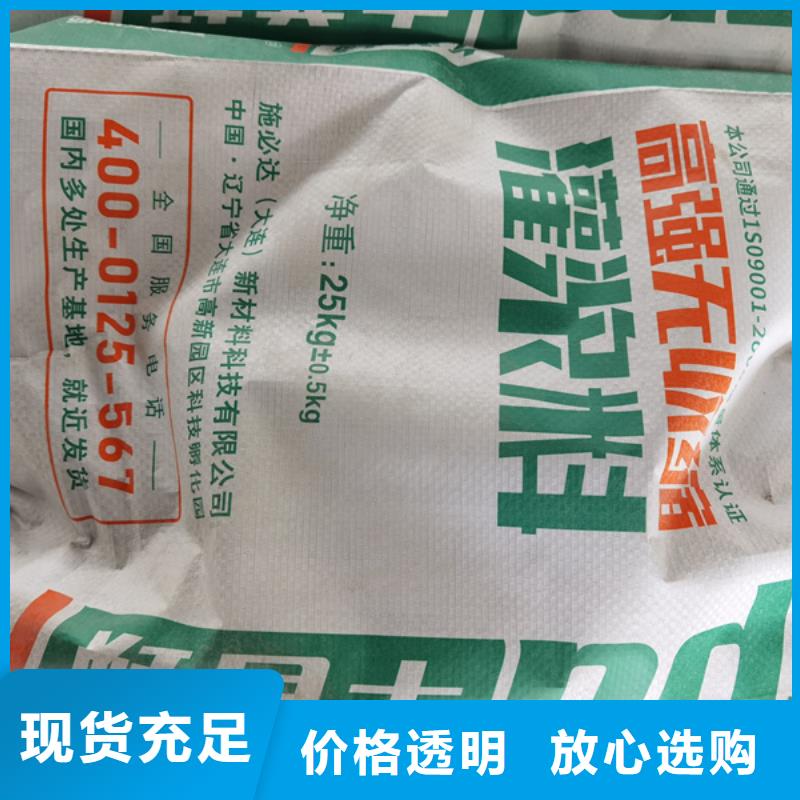 本公司通过ISO9001-20
体系认证
高强无收缩
灌浆料
净重：25kg±0.5kg
施必达（大连）新材料科技有限公司
中国·辽宁省大连市高新园区科技孵化园
全国服务电话
400-0125-567
国内多处生产基地，就近发货
现货充足
价格透明 放心选购